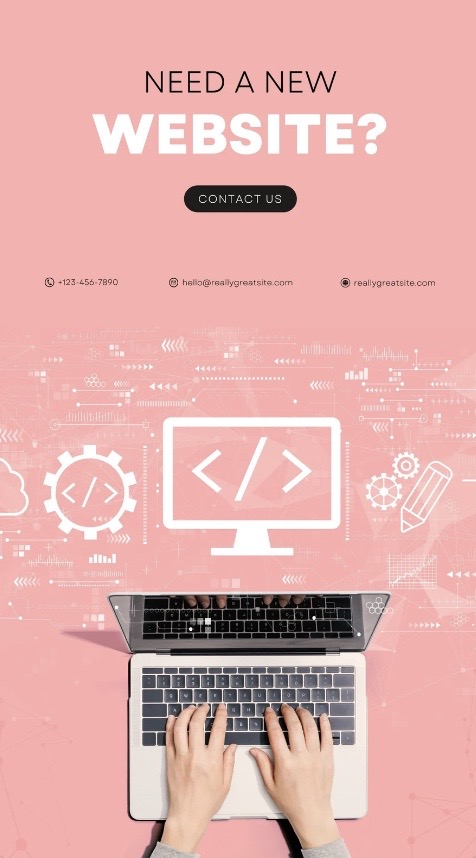 NEED A NEW
WEBSITE?
CONTACT US
+123-456-7890
hello@reallygreatsite.com
reallygreatsite.com
</>
</>